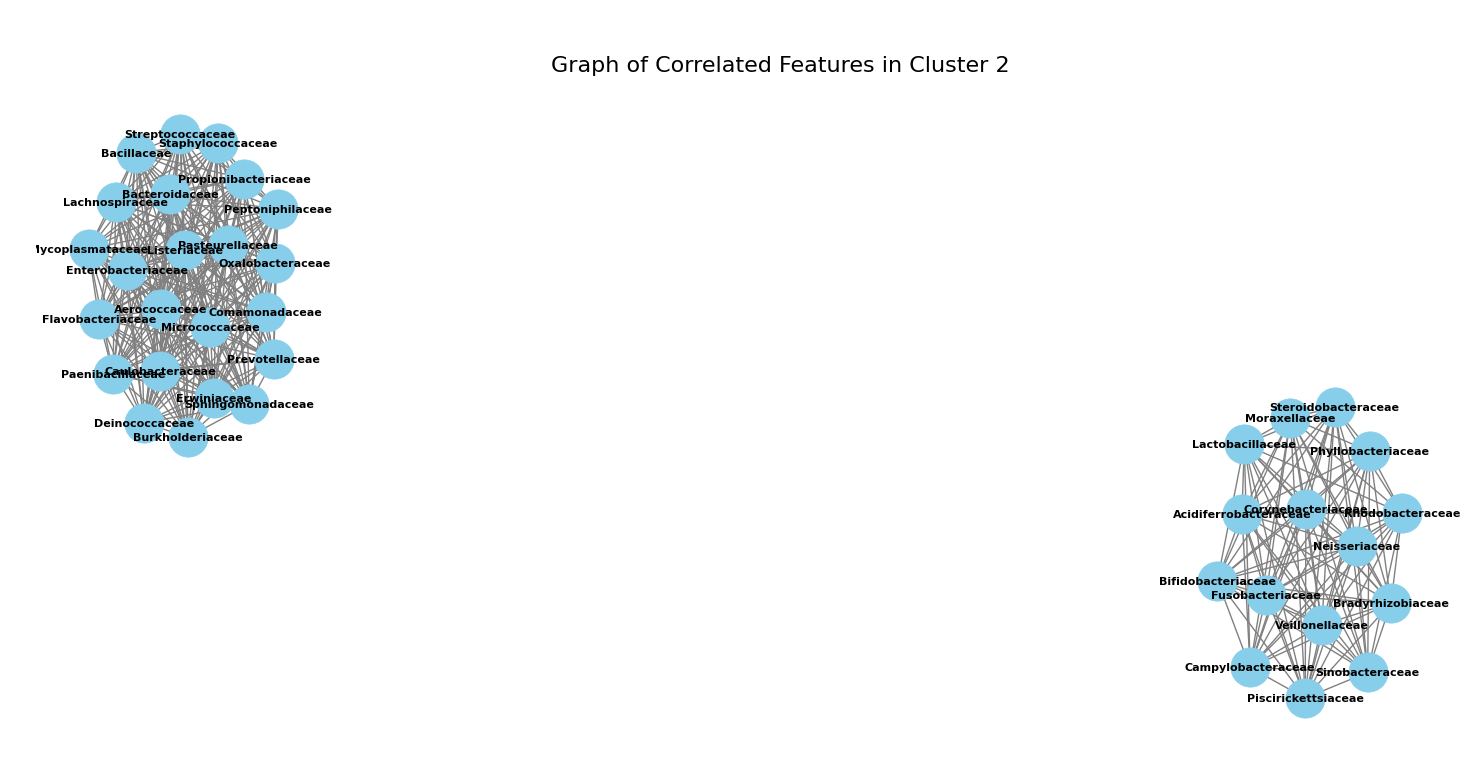 Graph of Correlated Features in Cluster 2
Streptococcaceae
Staphylococcaceae
Bacillaceae
Propionibacteriaceae
Bacteroidaceae
Lachnospiraceae
Peptoniphilaceae
Pasteurellaceae
Mycoplasmataceae
Listeriaceae
Oxalobacteraceae
Enterobacteriaceae
Aerococcaceae
Comamonadaceae
Flavobacteriaceae
Micrococcaceae
Prevotellaceae
Caulobacteraceae
Paenibacillaceae
Erwiniaceae
Sphingomonadaceae
Deinococcaceae
Burkholderiaceae
Steroidobacteraceae
Moraxellaceae
Lactobacillaceae
Phyllobacteriaceae
Corynebacteriaceae
Acidiferrobacteraceae
Rhodobacteraceae
Neisseriaceae
Bifidobacteriaceae
Fusobacteriaceae
Bradyrhizobiaceae
Veillonellaceae
Campylobacteraceae
Sinobacteraceae
Piscirickettsiaceae